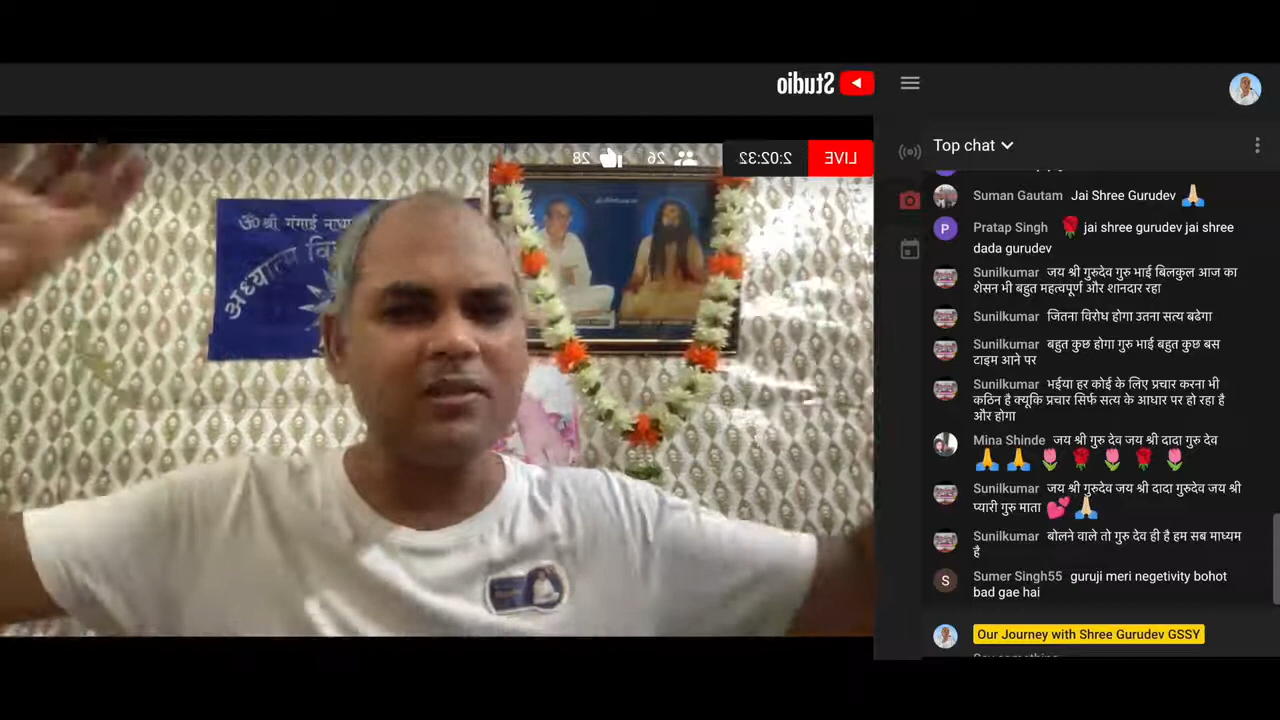 Studio
LIVE 2:02:32 26 28
Top chat
ॐ श्री गंगाई नाथ
अध्यात्म वि
Suman Gautam Jai Shree Gurudev 🙏🏻
Pratap Singh 🌹 jai shree gurudev jai shree
dada gurudev
Sunilkumar जय श्री गुरुदेव गुरु भाई बिलकुल आज का
शेसन भी बहुत महत्वपूर्ण और शानदार रहा
Sunilkumar जितना विरोध होगा उतना सत्य बढेगा
Sunilkumar बहुत कुछ होगा गुरु भाई बहुत कुछ बस
टाइम आने पर
Sunilkumar भईया हर कोई के लिए प्रचार करना भी
कठिन है क्यूकि प्रचार सिर्फ सत्य के आधार पर हो रहा है
और होगा
Mina Shinde जय श्री गुरु देव जय श्री दादा गुरु देव
🙏 🙏 🌷 🌹 🌷 🌹 🌷
Sunilkumar जय श्री गुरुदेव जय श्री दादा गुरुदेव जय श्री
प्यारी गुरु माता 💕 🙏🏻
Sunilkumar बोलने वाले तो गुरु देव ही है हम सब माध्यम
है
S Sumer Singh55 guruji meri negetivity bohot
bad gae hai
Our Journey with Shree Gurudev GSSY